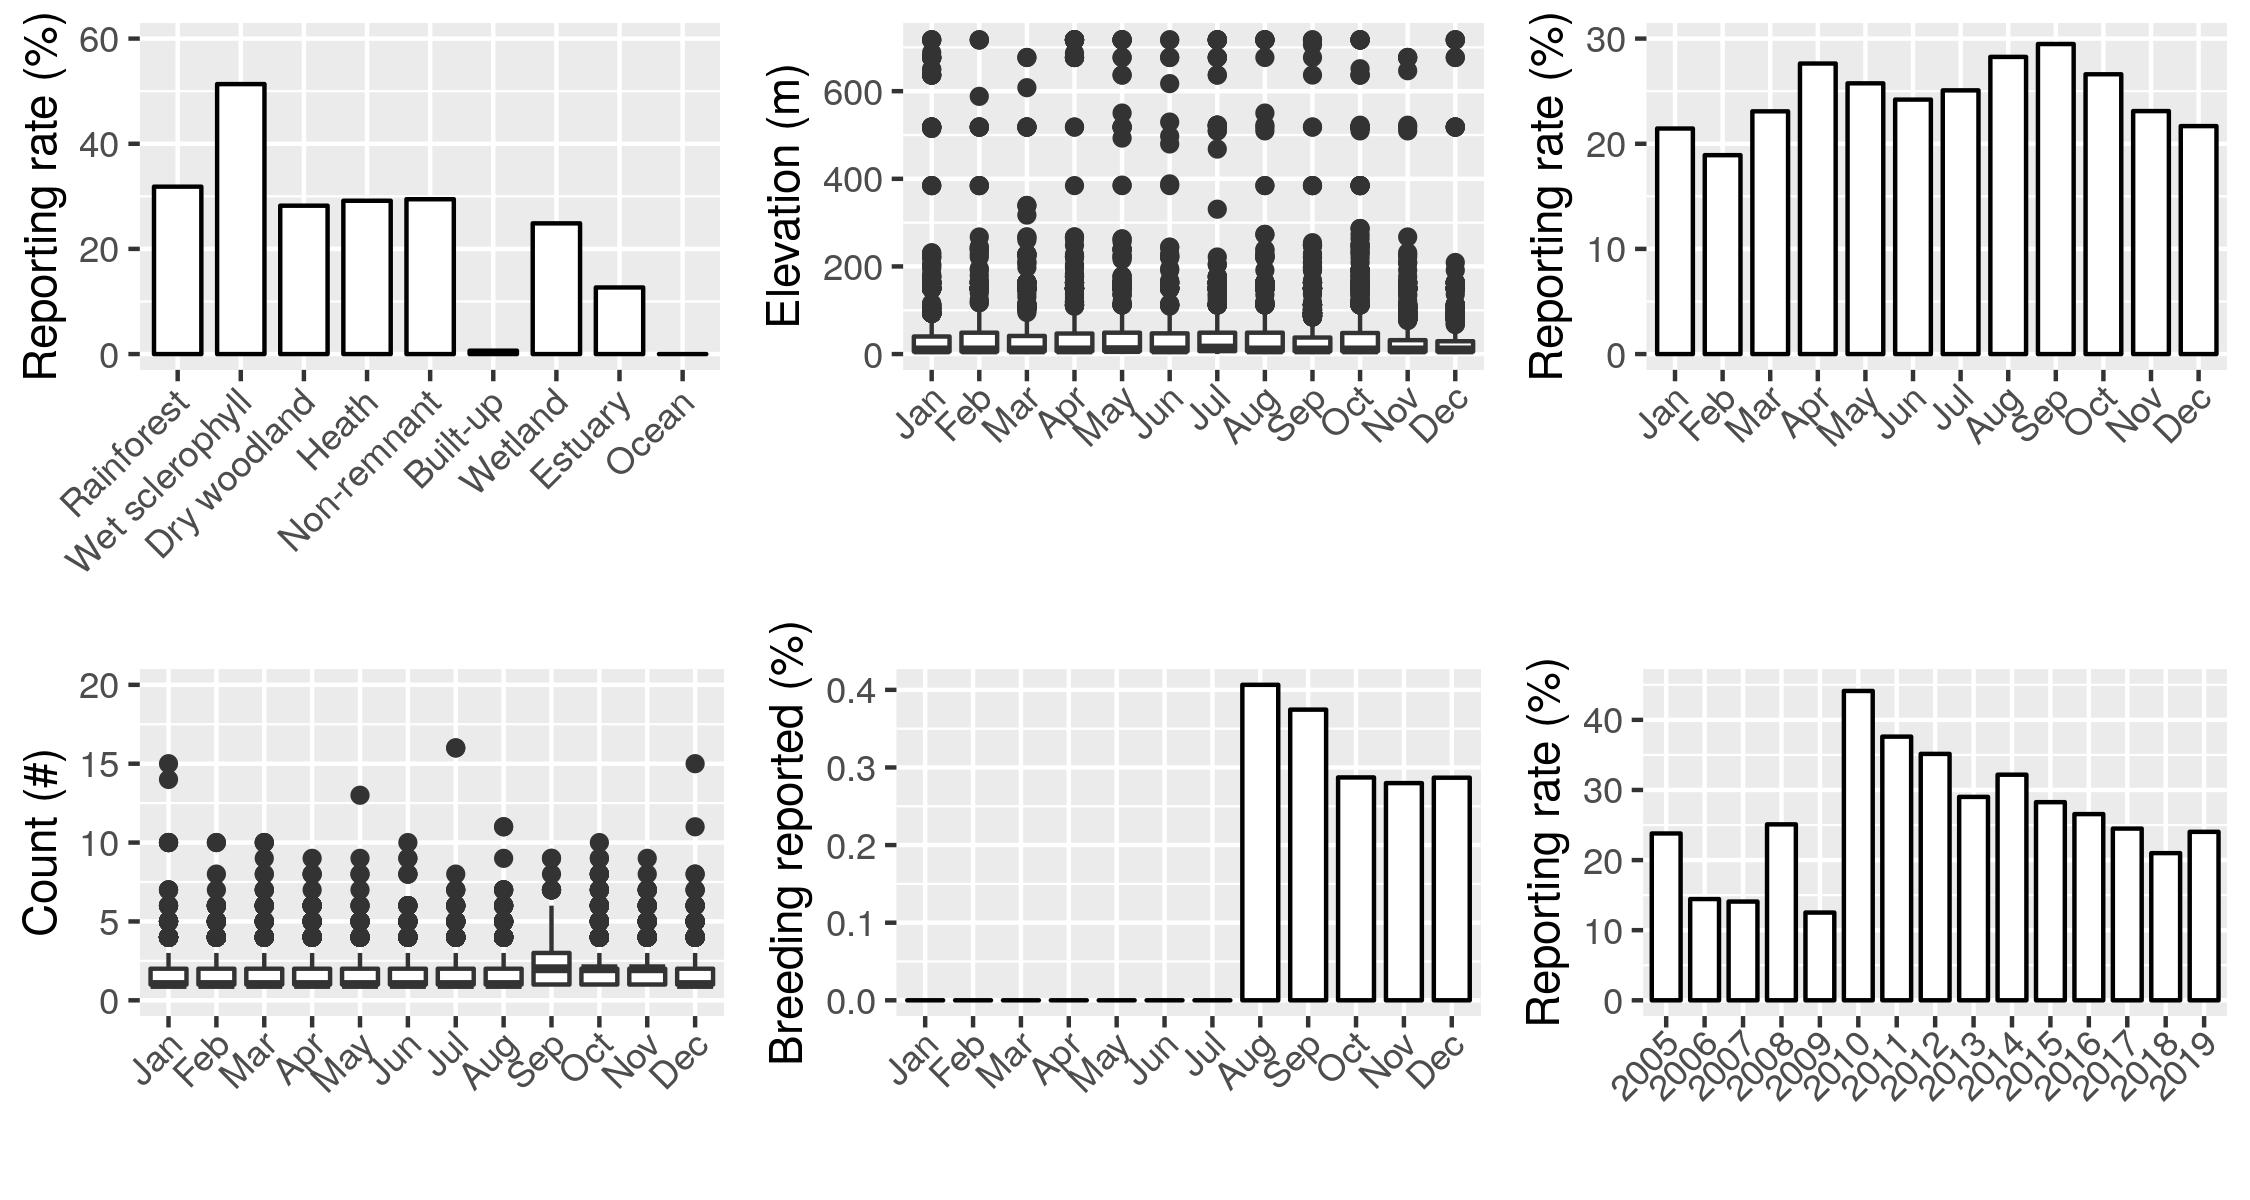 Reporting rate (%)
60
40
20
0
Rainforest
Wet sclerophyll
Dry woodland
Heath
Non-remnant
Built-up
Wetland
Estuary
Ocean
Elevation (m)
600
400
200
0
Jan
Feb
Mar
Apr
May
Jun
Jul
Aug
Sep
Oct
Nov
Dec
Reporting rate (%)
30
20
10
0
Jan
Feb
Mar
Apr
May
Jun
Jul
Aug
Sep
Oct
Nov
Dec
Count (#)
20
15
10
5
0
Jan
Feb
Mar
Apr
May
Jun
Jul
Aug
Sep
Oct
Nov
Dec
Breeding reported (%)
0.4
0.3
0.2
0.1
0.0
Jan
Feb
Mar
Apr
May
Jun
Jul
Aug
Sep
Oct
Nov
Dec
Reporting rate (%)
40
30
20
10
0
2005
2006
2007
2008
2009
2010
2011
2012
2013
2014
2015
2016
2017
2018
2019